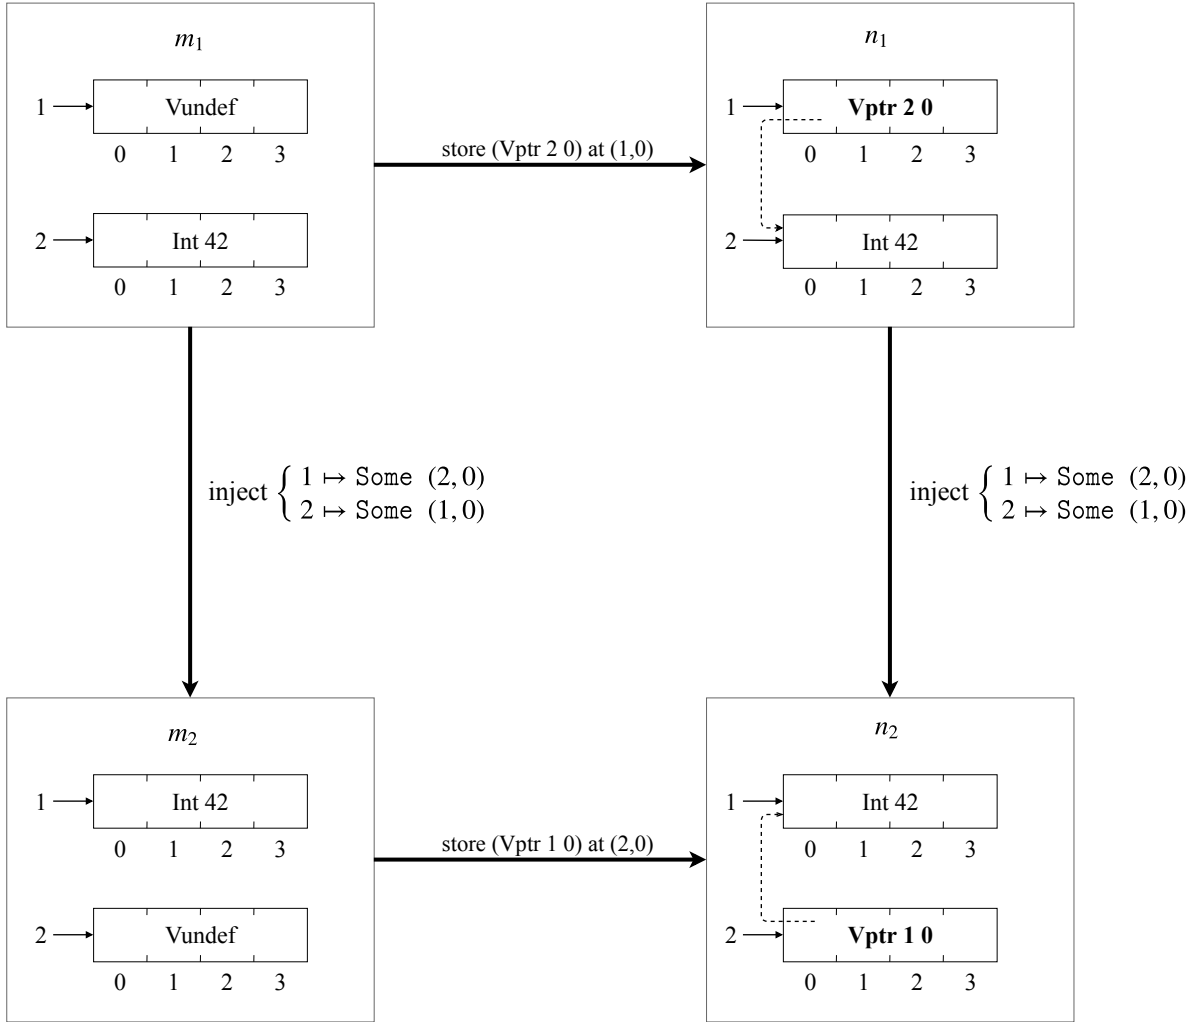 m₁
1 Vundef
0 1 2 3
2 Int 42
0 1 2 3
store (Vptr 2 0) at (1,0)
n₁
1 Vptr 2 0
0 1 2 3
2 Int 42
0 1 2 3
inject { 1 ↦ Some (2, 0)
2 ↦ Some (1, 0)
inject { 1 ↦ Some (2, 0)
2 ↦ Some (1, 0)
m₂
1 Int 42
0 1 2 3
2 Vundef
0 1 2 3
store (Vptr 1 0) at (2,0)
n₂
1 Int 42
0 1 2 3
2 Vptr 1 0
0 1 2 3